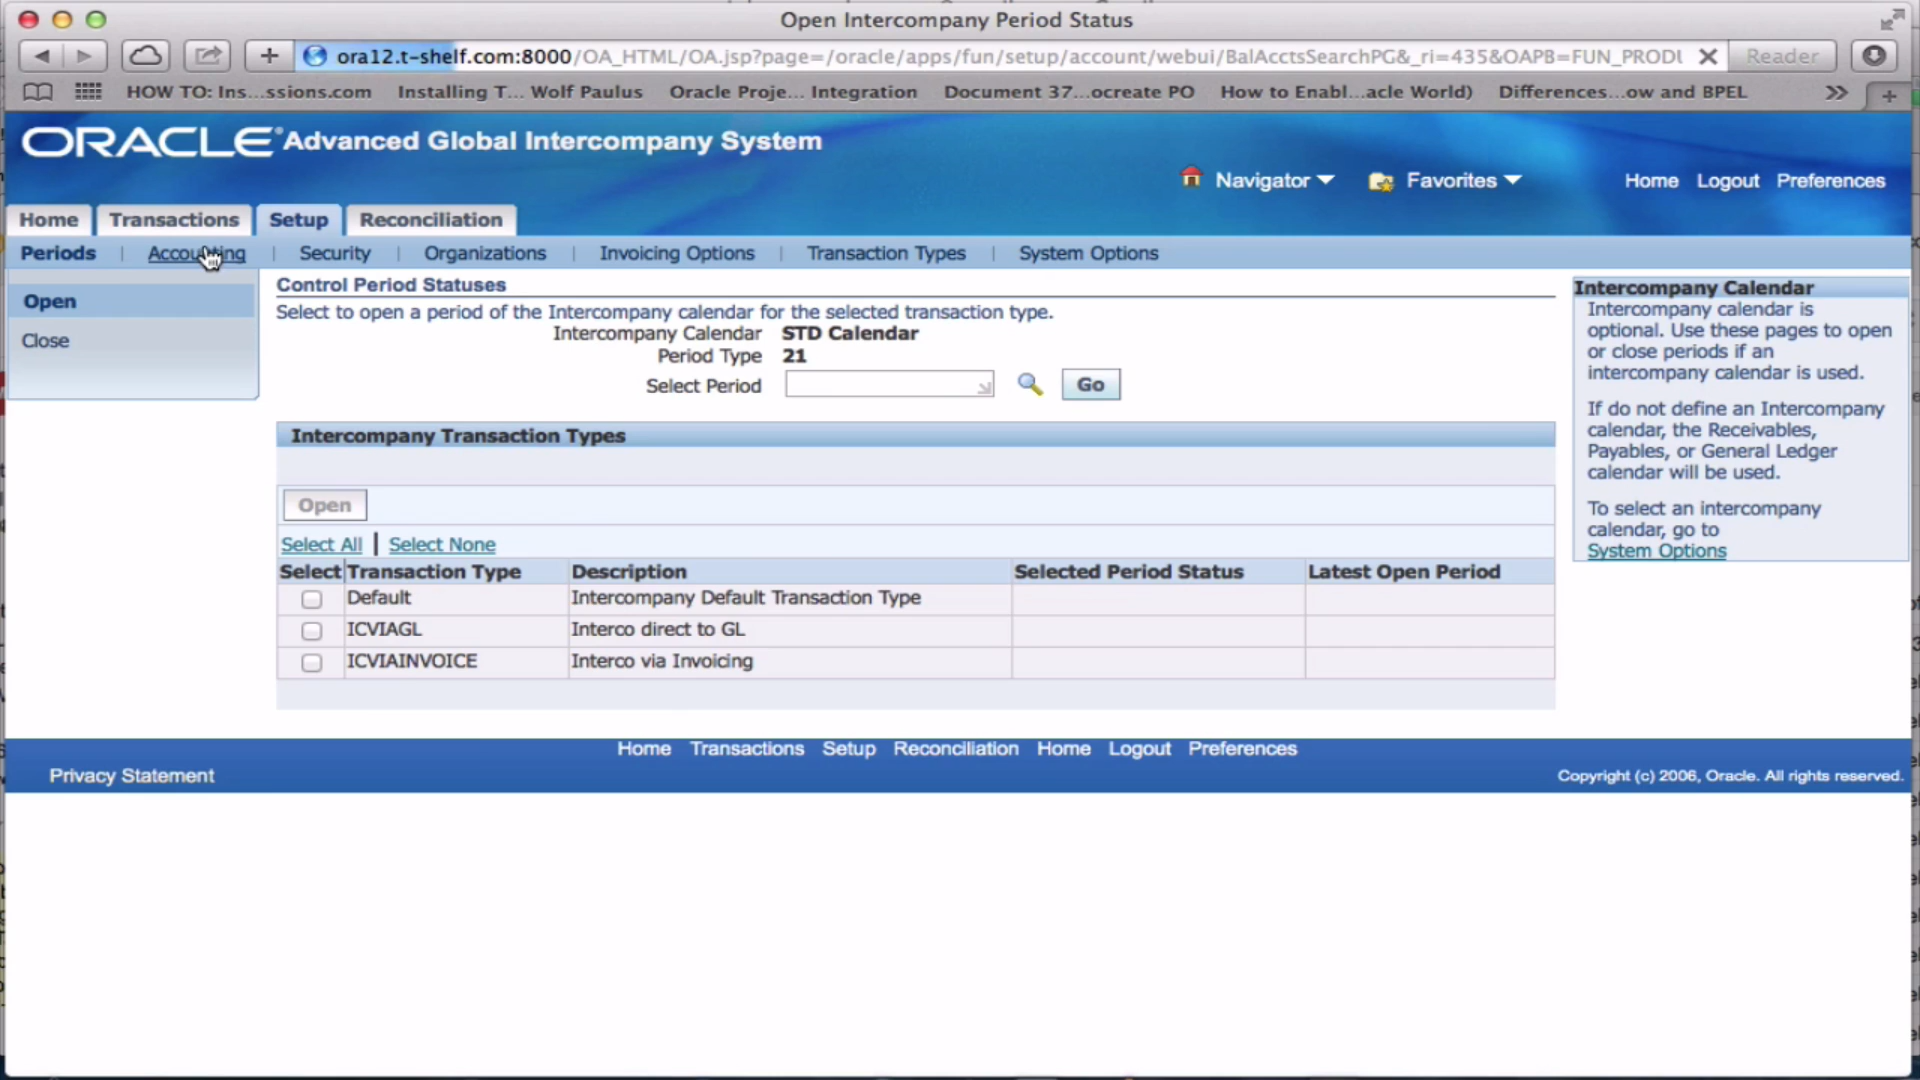 Open Intercompany Period Status
ora12.t-shelf.com:8000/OA_HTML/OA.jsp?page=/oracle/apps/fun/setup/account/webui/BalAcctsSearchPG&_ri=435&OAPB=FUN_PRODU
Reader
HOW TO: Ins...ssions.com
Installing T... Wolf Paulus
Oracle Proje... Integration
Document 37...ocreate PO
How to Enabl...acle World)
Differences...ow and BPEL
ORACLE Advanced Global Intercompany System
Navigator
Favorites
Home
Logout
Preferences
Home
Transactions
Setup
Reconciliation
Periods | Accounting | Security | Organizations | Invoicing Options | Transaction Types | System Options
Open
Close
Control Period Statuses
Select to open a period of the Intercompany calendar for the selected transaction type.
Intercompany Calendar STD Calendar
Period Type 21
Select Period
Go
Intercompany Transaction Types
Open
Select All | Select None
Select Transaction Type Description Selected Period Status Latest Open Period
Default Intercompany Default Transaction Type
ICVIAGL Interco direct to GL
ICVIAINVOICE Interco via Invoicing
Intercompany Calendar
Intercompany calendar is
optional. Use these pages to open
or close periods if an
intercompany calendar is used.
If do not define an Intercompany
calendar, the Receivables,
Payables, or General Ledger
calendar will be used.
To select an intercompany
calendar, go to
System Options
Home Transactions Setup Reconciliation Home Logout Preferences
Privacy Statement
Copyright (c) 2006, Oracle. All rights reserved.